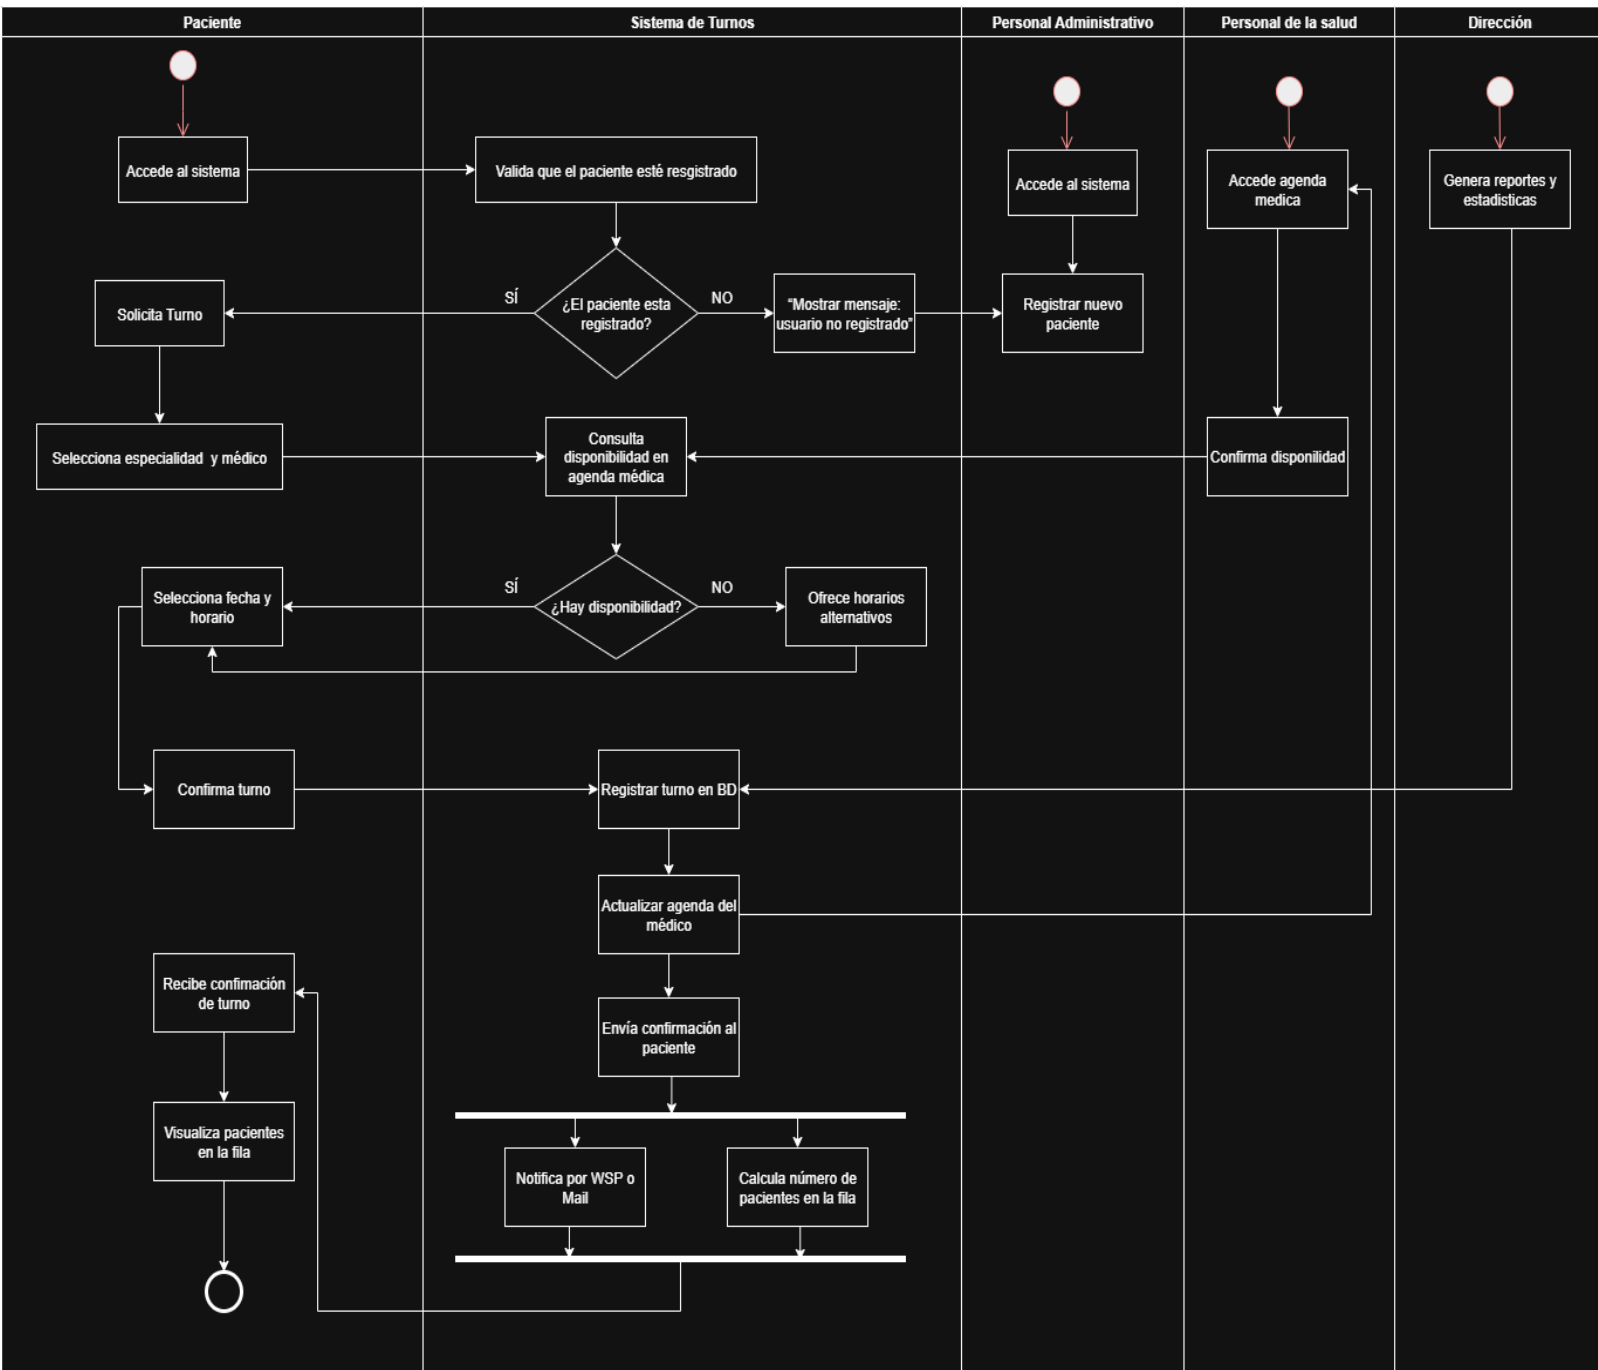 Paciente
Sistema de Turnos
Personal Administrativo
Personal de la salud
Dirección
Accede al sistema
Valida que el paciente esté resgistrado
Accede al sistema
Accede agenda
medica
Genera reportes y
estadisticas
Solicita Turno
SÍ
¿El paciente esta
registrado?
NO
"Mostrar mensaje:
usuario no registrado"
Registrar nuevo
paciente
Selecciona especialidad y médico
Consulta
disponibilidad en
agenda médica
Confirma disponilidad
Selecciona fecha y
horario
SÍ
¿Hay disponibilidad?
NO
Ofrece horarios
alternativos
Confirma turno
Registrar turno en BD
Actualizar agenda del
médico
Recibe confimación
de turno
Envía confirmación al
paciente
Visualiza pacientes
en la fila
Notifica por WSP o
Mail
Calcula número de
pacientes en la fila